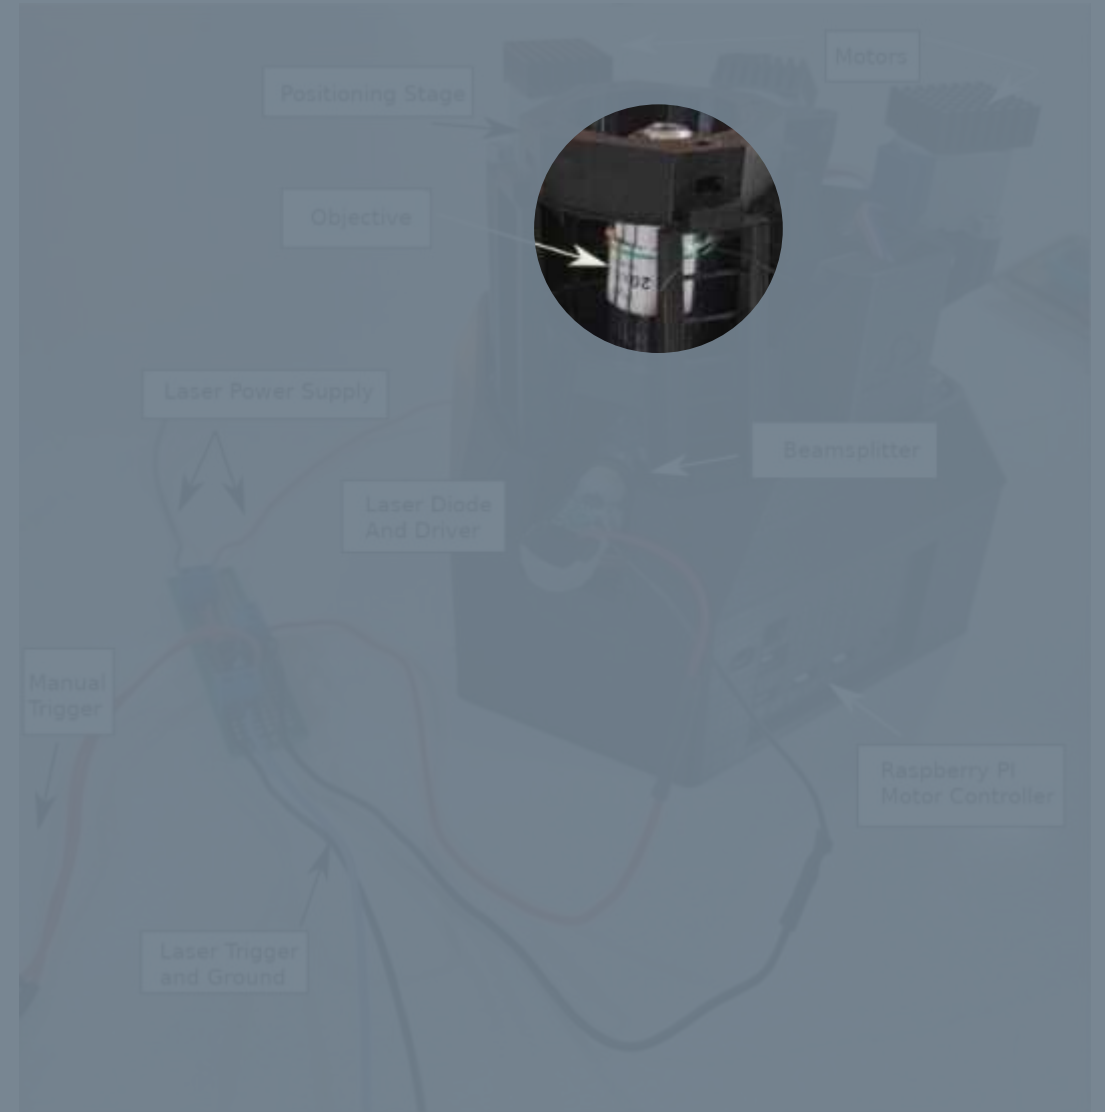 Motors
Positioning Stage
Objective
20
Laser Power Supply
Beamsplitter
Laser Diode
And Driver
Manual
Trigger
Raspberry Pi
Motor Controller
Laser Trigger
and Ground